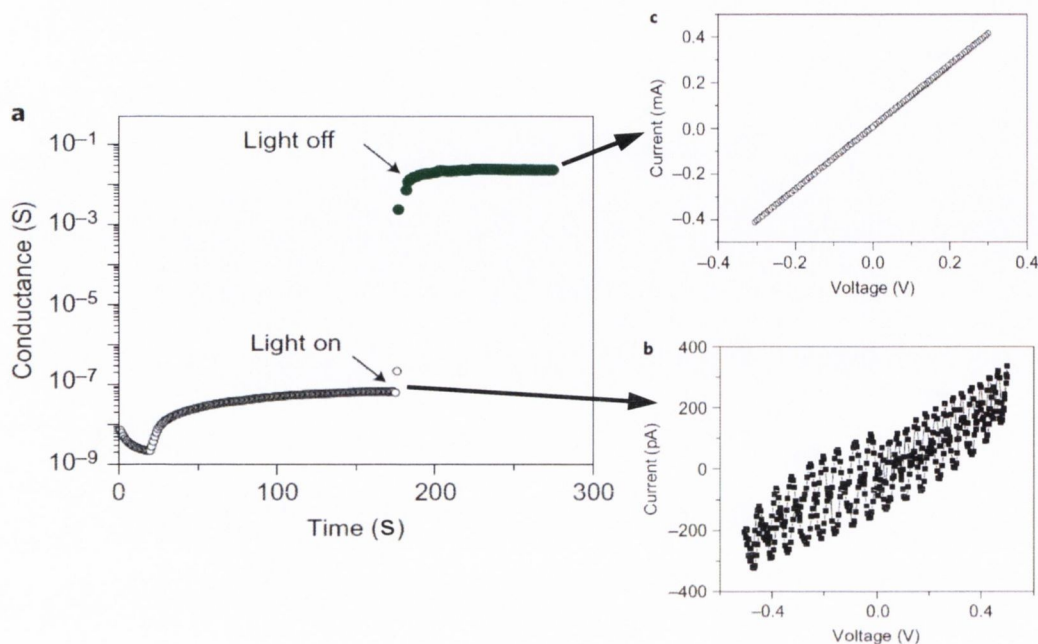 a
Conductance (S)
10⁻¹
10⁻³
10⁻⁵
10⁻⁷
10⁻⁹
Light off
Light on
0
100
200
300
Time (S)
c
Current (mA)
0.4
0.2
0.0
–0.2
–0.4
–0.4
–0.2
0.0
0.2
0.4
Voltage (V)
b
Current (pA)
400
200
0
–200
–400
–0.4
0.0
0.4
Voltage (V)